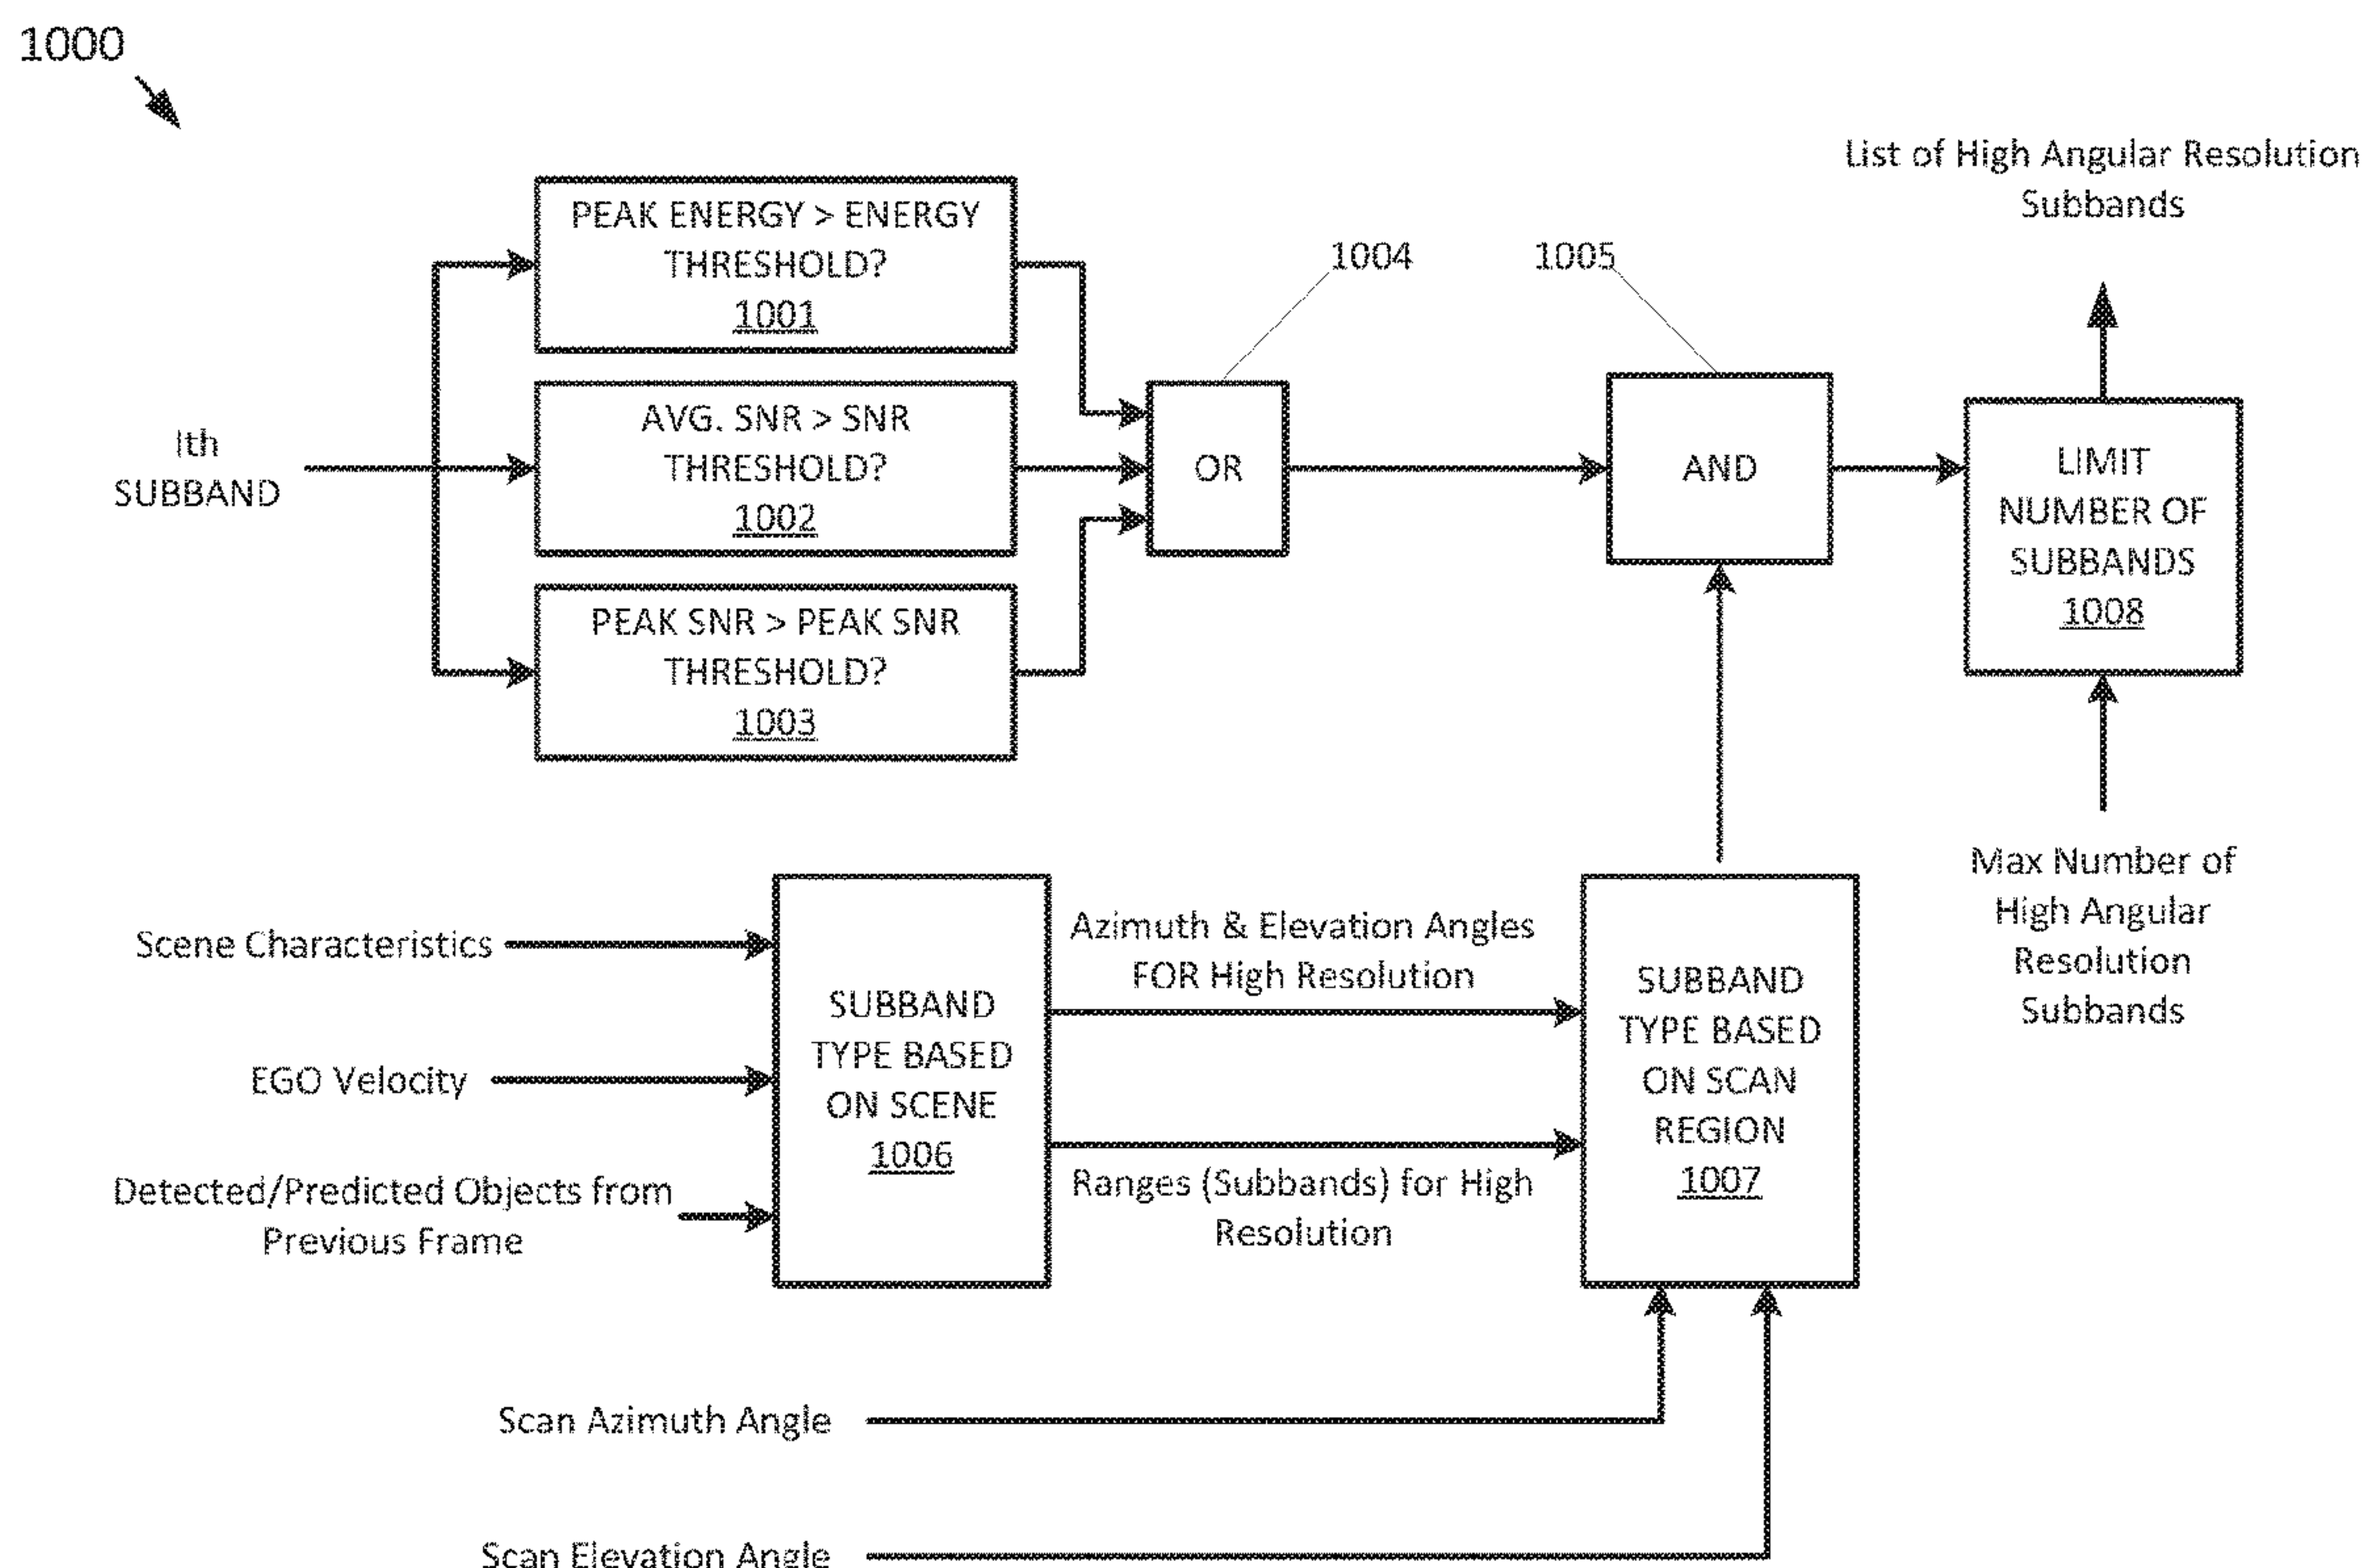 1000
List of High Angular Resolution
Subbands
PEAK ENERGY > ENERGY
THRESHOLD?
1001
1004
1005
Ith
SUBBAND
AVG. SNR > SNR
THRESHOLD?
1002
OR
AND
LIMIT
NUMBER OF
SUBBANDS
1008
PEAK SNR > PEAK SNR
THRESHOLD?
1003
Max Number of
High Angular
Resolution
Subbands
Scene Characteristics
EGO Velocity
Detected/Predicted Objects from
Previous Frame
SUBBAND
TYPE BASED
ON SCENE
1006
Azimuth & Elevation Angles
FOR High Resolution
Ranges (Subbands) for High
Resolution
SUBBAND
TYPE BASED
ON SCAN
REGION
1007
Scan Azimuth Angle
Scan Elevation Angle